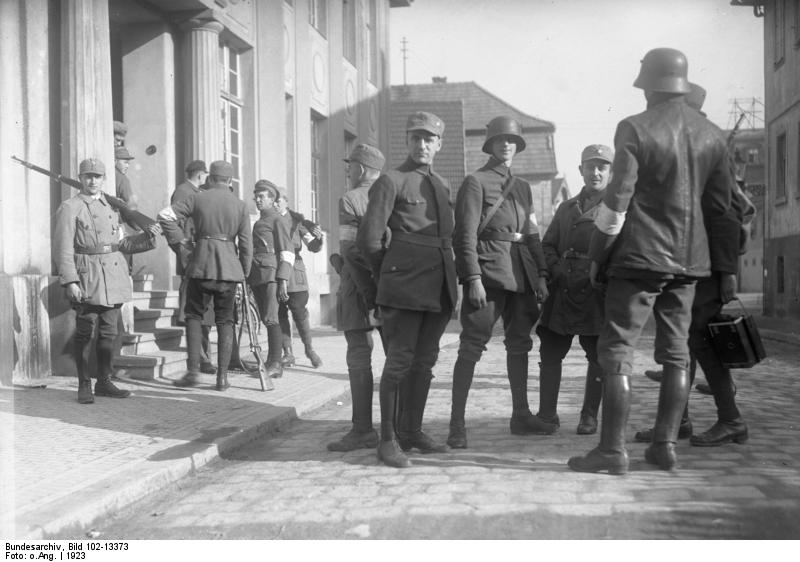 Bundesarchiv, Bild 102-13373
Foto: o.Ang. | 1923